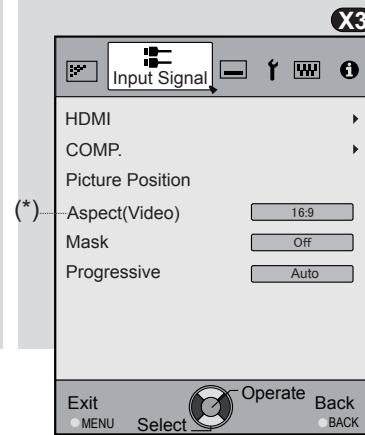 X3
Input Signal
HDMI
COMP.
Picture Position
(*) Aspect(Video) 16:9
Mask Off
Progressive Auto
Exit Operate Back
MENU Select BACK